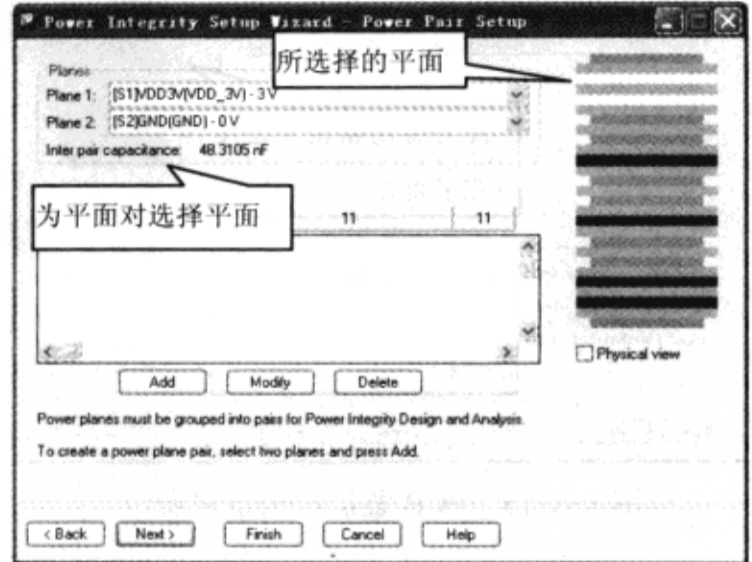 Power Integrity Setup Wizard - Power Pair Setup
所选择的平面
Planes
Plane 1: [S1]VDD3V(VDD_3V) - 3 V
Plane 2: [S2]GND(GND) - 0 V
Inter pair capacitance: 48.3105 nF
为平面对选择平面
11 11
Physical view
Add Modify Delete
Power planes must be grouped into pairs for Power Integrity Design and Analysis.
To create a power plane pair, select two planes and press Add.
< Back Next > Finish Cancel Help